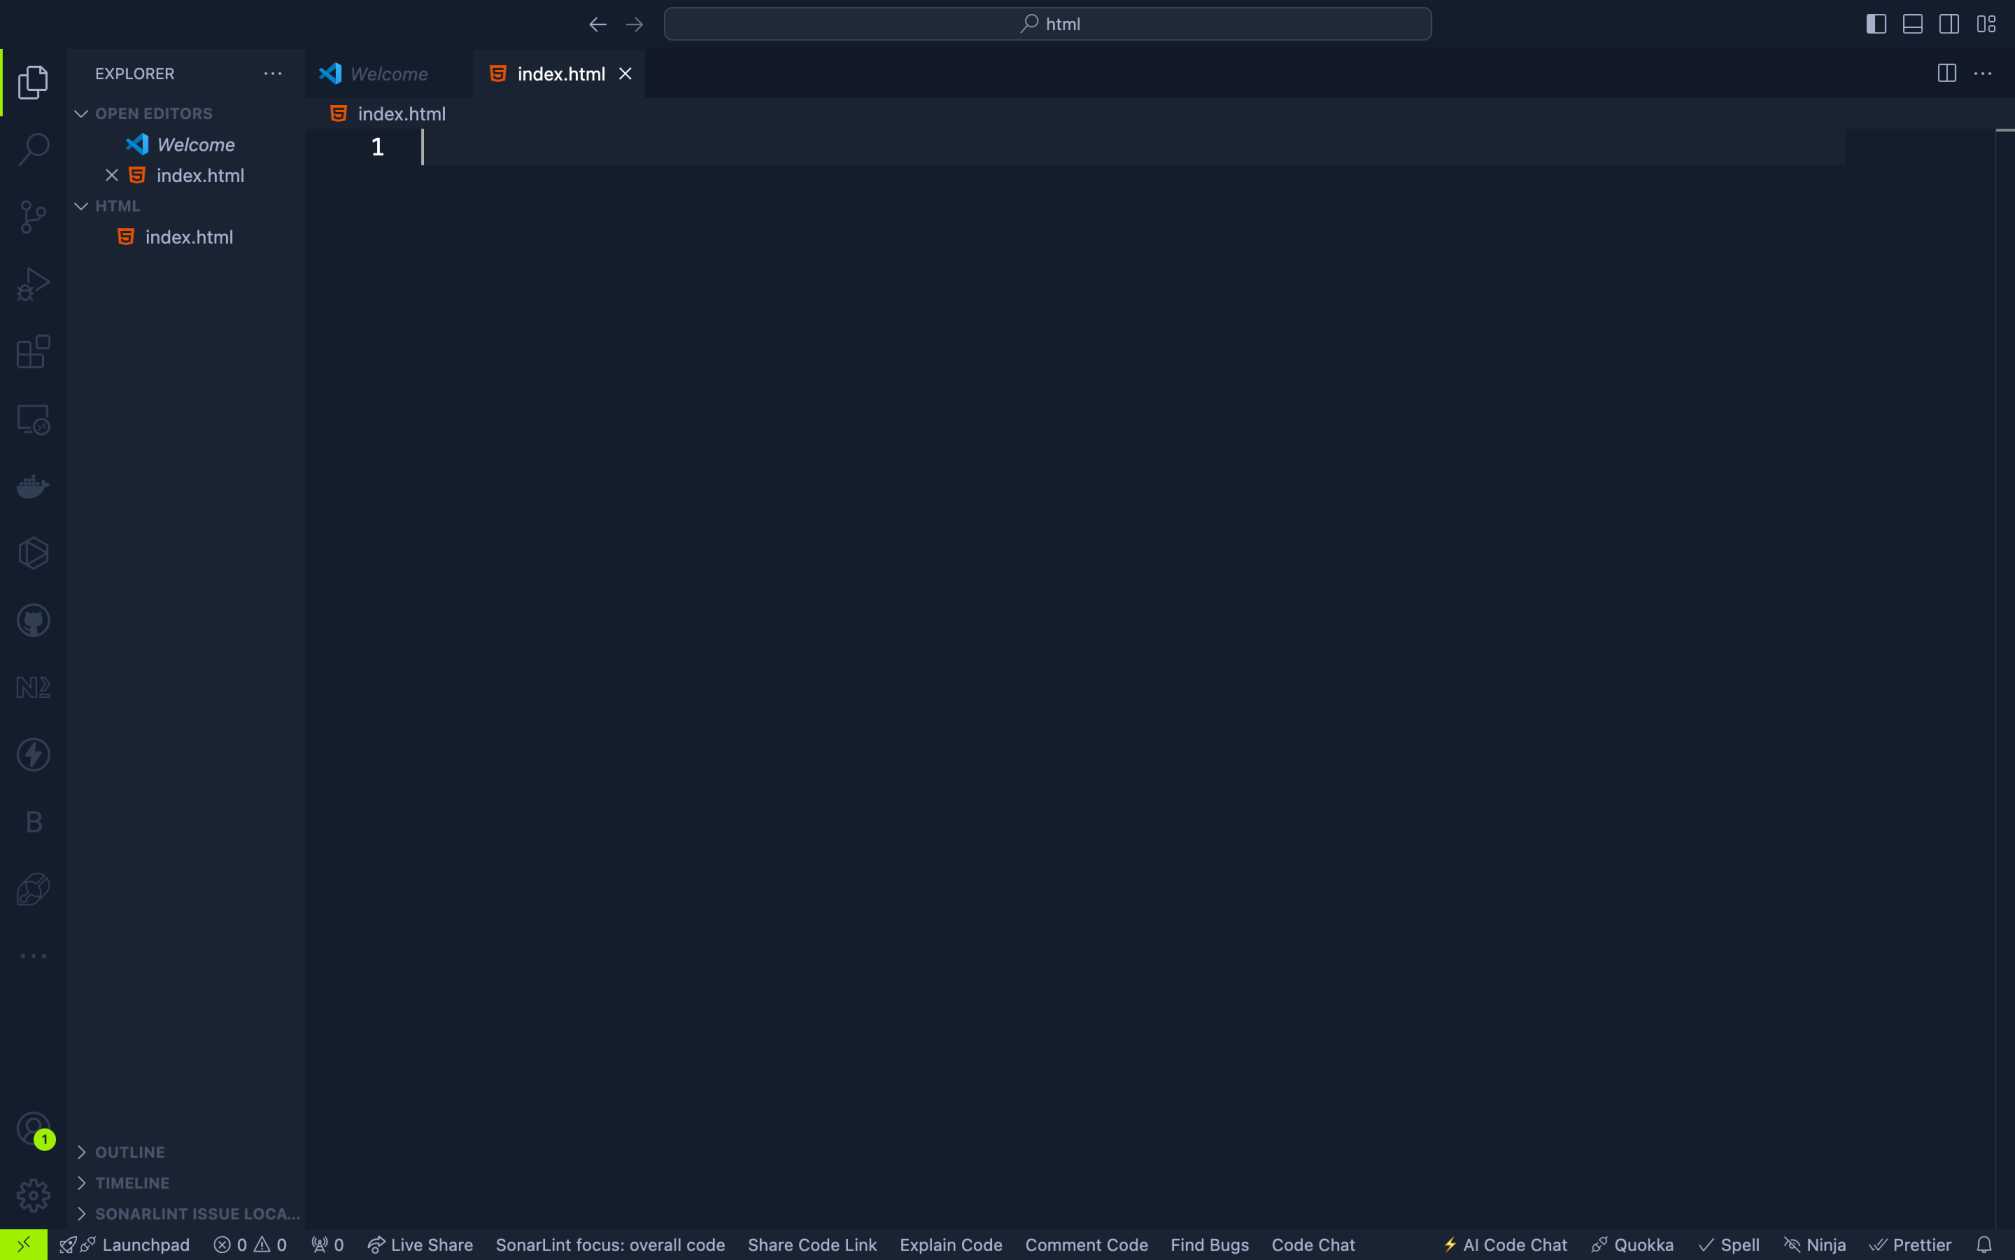 html
EXPLORER
Welcome
index.html
OPEN EDITORS
Welcome
index.html
HTML
index.html
index.html
1
N
B
1
OUTLINE
TIMELINE
SONARLINT ISSUE LOCA...
Launchpad
0
0
0
Live Share
SonarLint focus: overall code
Share Code Link
Explain Code
Comment Code
Find Bugs
Code Chat
AI Code Chat
Quokka
Spell
Ninja
Prettier